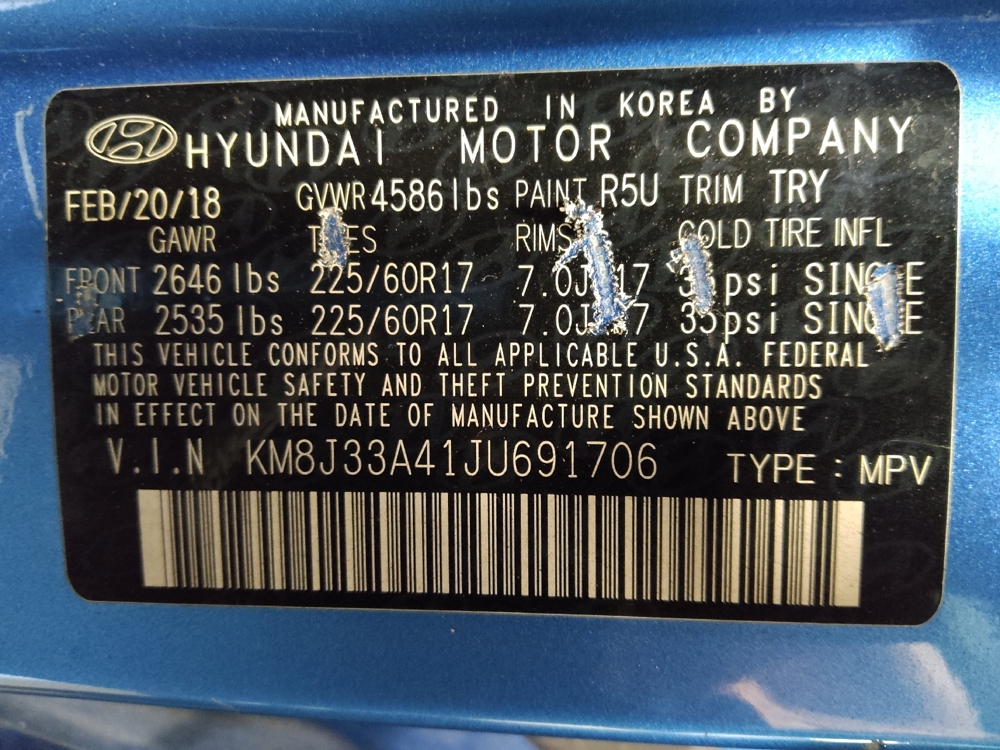 MANUFACTURED IN KOREA BY
HYUNDAI MOTOR COMPANY
FEB/20/18 GVWR 4586 lbs PAINT R5U TRIM TRY
GAWR RIMS COLD TIRE INFL
FRONT 2646 lbs 225/60R17 psi
2535 lbs 225/60R17 35 psi
THIS VEHICLE CONFORMS TO ALL APPLICABLE U.S.A. FEDERAL
MOTOR VEHICLE SAFETY AND THEFT PREVENTION STANDARDS
IN EFFECT ON THE DATE OF MANUFACTURE SHOWN ABOVE
V.I.N KM8J33A41JU691706 TYPE : MPV